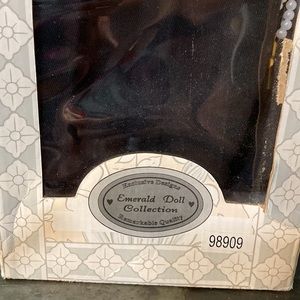 Exclusive Designs
Emerald Doll
Collection
Remarkable Quality
98909